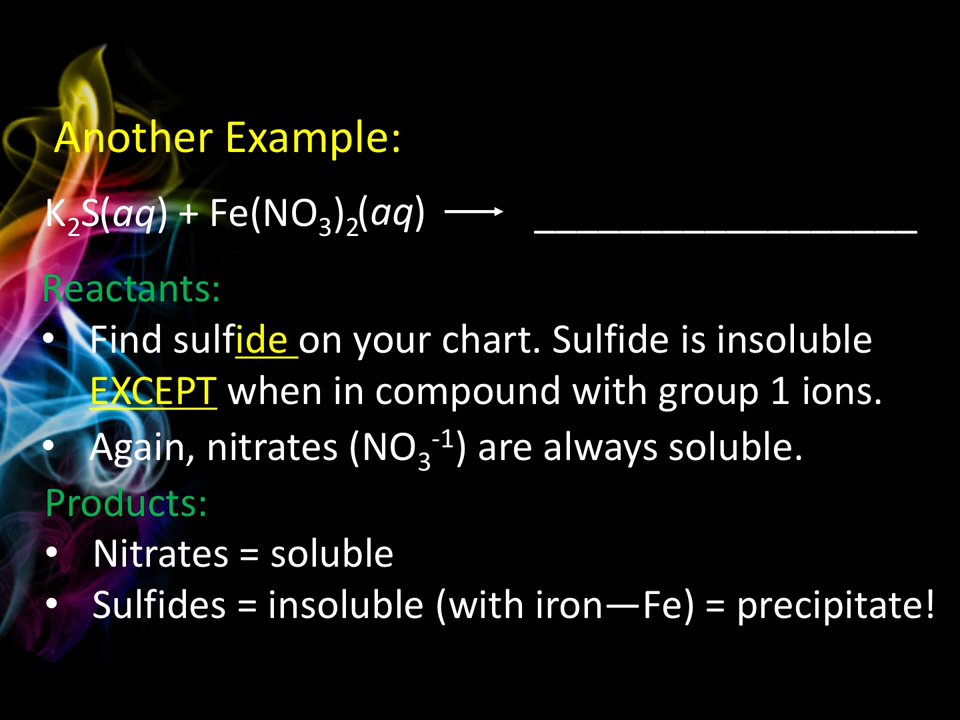 Another Example:
K₂S(aq) + Fe(NO₃)₂(aq) ⟶ __________________
Reactants:
• Find sulfide on your chart. Sulfide is insoluble
EXCEPT when in compound with group 1 ions.
• Again, nitrates (NO₃⁻¹) are always soluble.
Products:
• Nitrates = soluble
• Sulfides = insoluble (with iron—Fe) = precipitate!